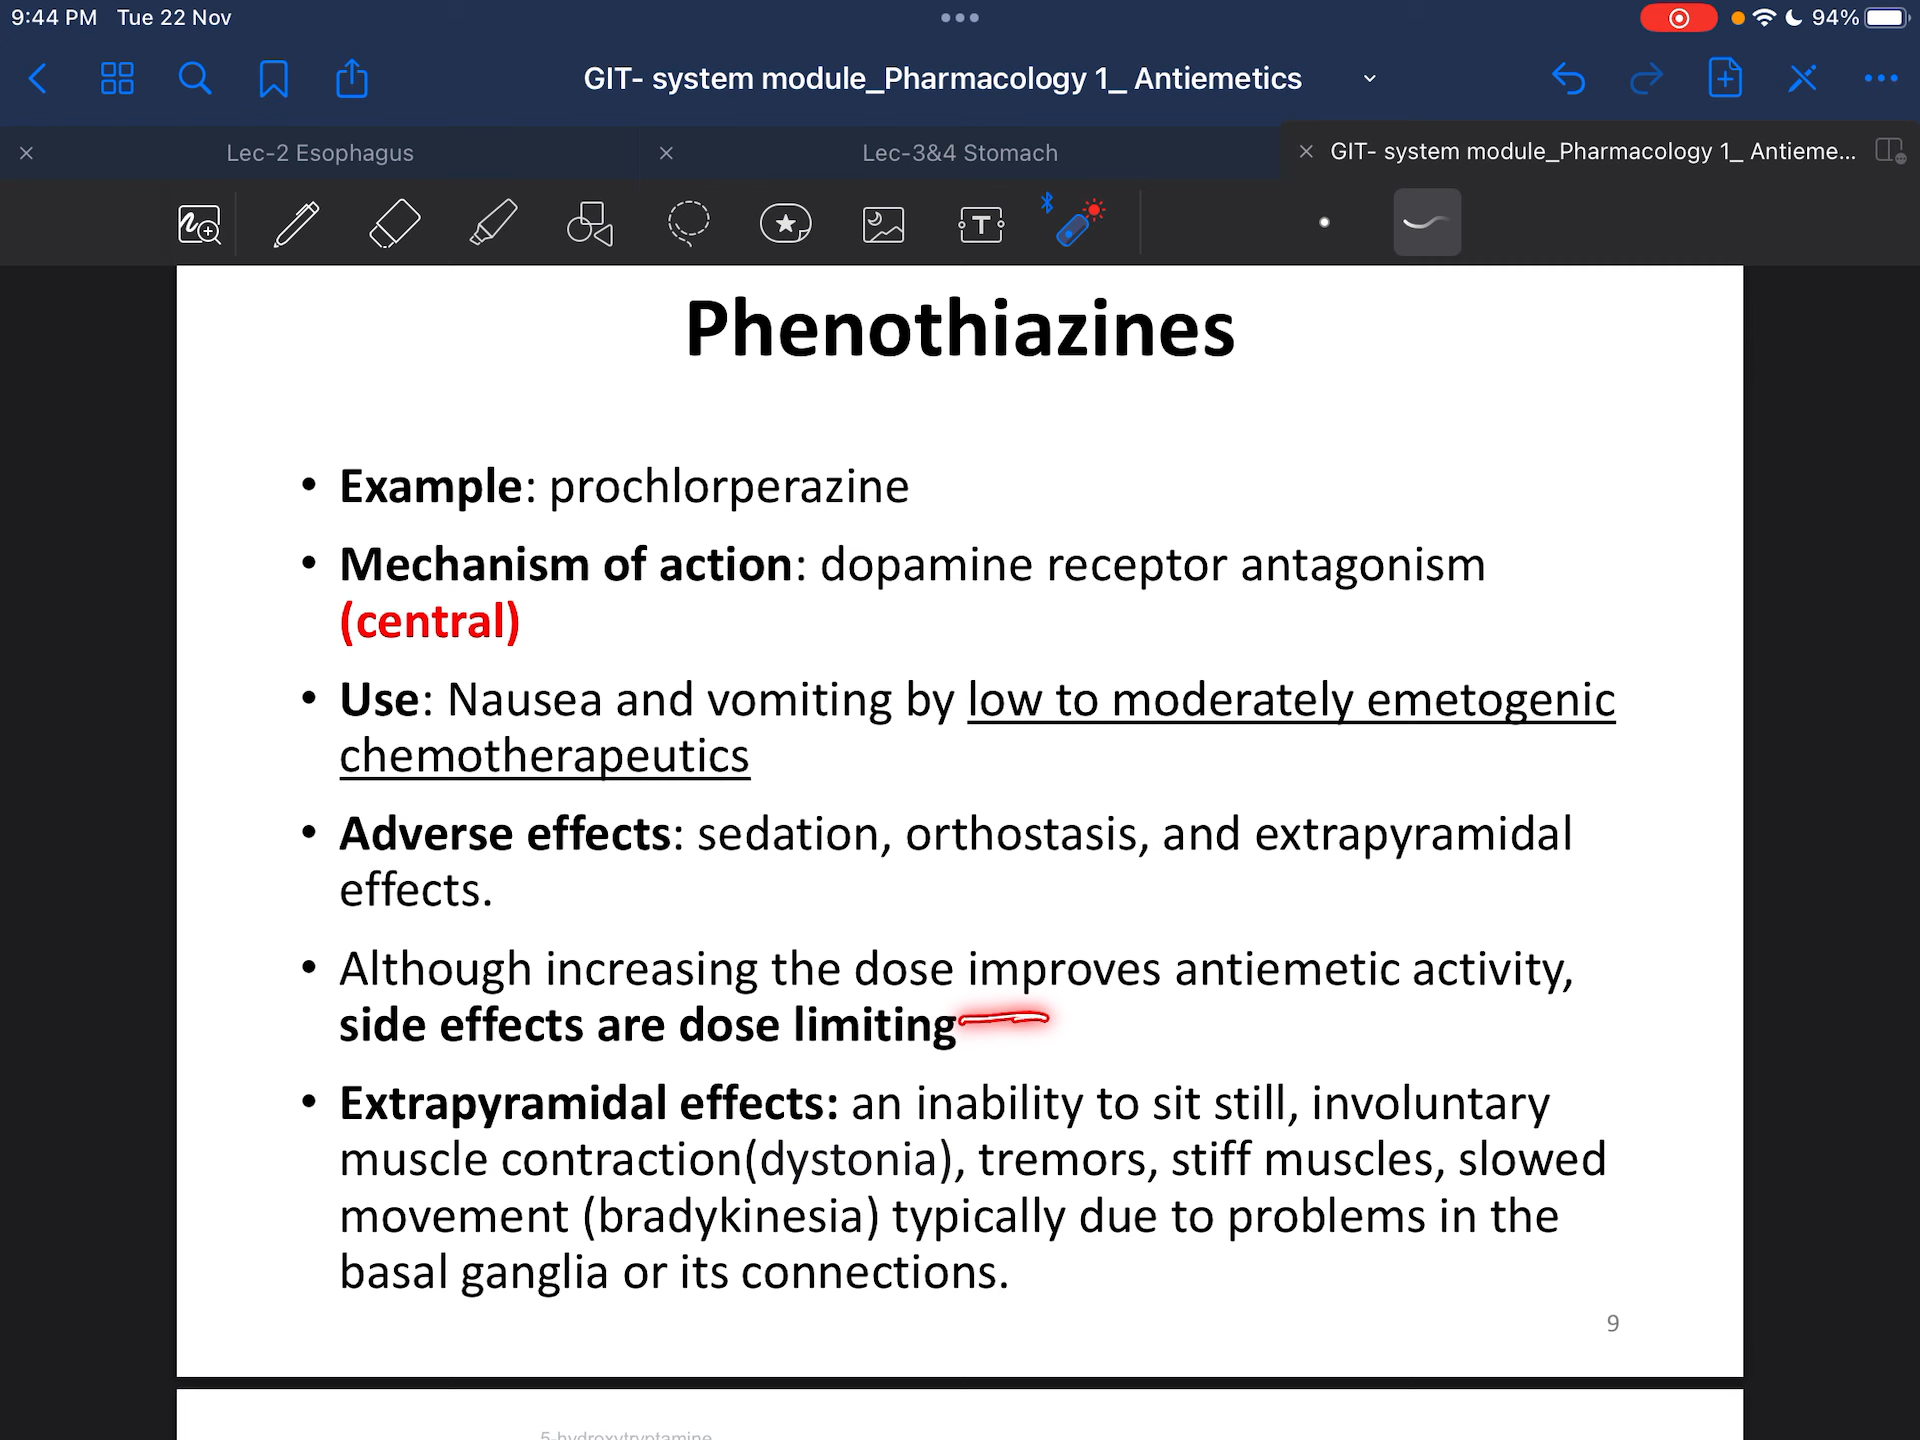 9:44 PM Tue 22 Nov
94%
GIT- system module_Pharmacology 1_ Antiemetics
Lec-2 Esophagus
Lec-3&4 Stomach
GIT- system module_Pharmacology 1_ Antieme...
T
Phenothiazines
• Example: prochlorperazine
• Mechanism of action: dopamine receptor antagonism
(central)
• Use: Nausea and vomiting by low to moderately emetogenic
chemotherapeutics
• Adverse effects: sedation, orthostasis, and extrapyramidal
effects.
• Although increasing the dose improves antiemetic activity,
side effects are dose limiting
• Extrapyramidal effects: an inability to sit still, involuntary
muscle contraction(dystonia), tremors, stiff muscles, slowed
movement (bradykinesia) typically due to problems in the
basal ganglia or its connections.
9
5-hydroxytryptamine